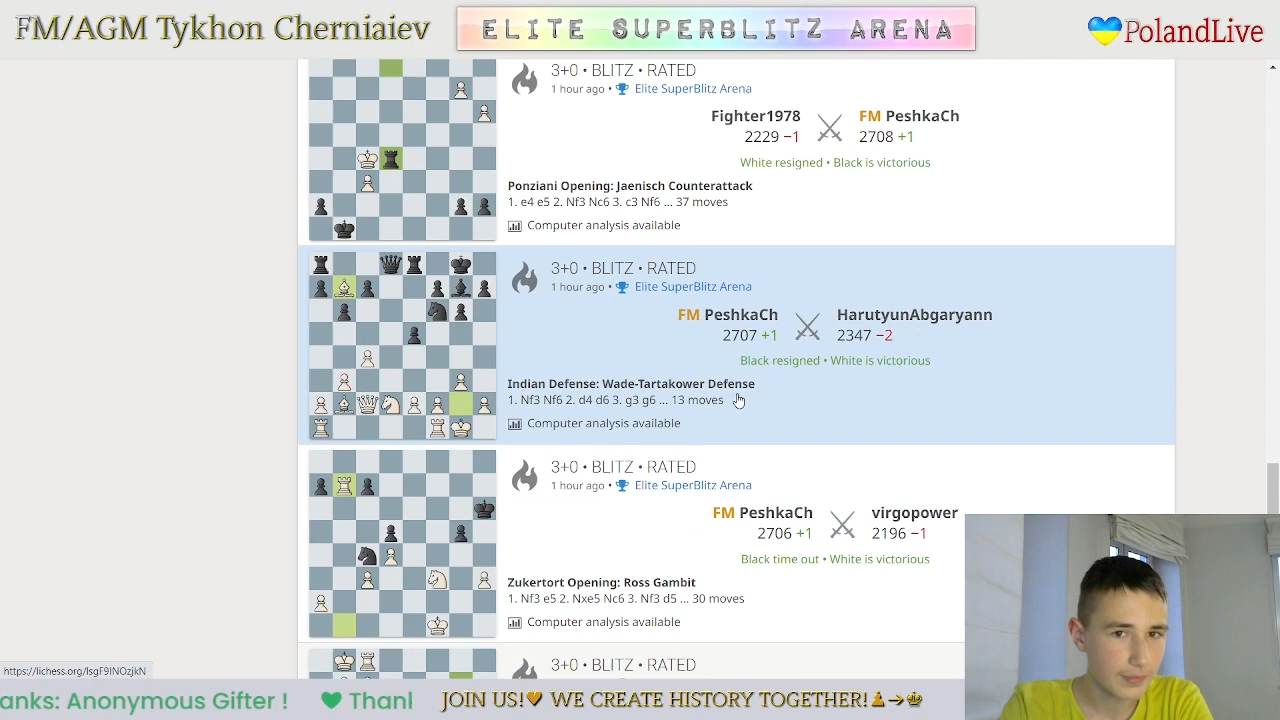 FM/AGM Tykhon Cherniaiev
ELITE SUPERBLITZ ARENA
PolandLive
3+0 • BLITZ • RATED
1 hour ago • Elite SuperBlitz Arena
Fighter1978 FM PeshkaCh
2229 −1 2708 +1
White resigned • Black is victorious
Ponziani Opening: Jaenisch Counterattack
1. e4 e5 2. Nf3 Nc6 3. c3 Nf6 ... 37 moves
Computer analysis available
3+0 • BLITZ • RATED
1 hour ago • Elite SuperBlitz Arena
FM PeshkaCh HarutyunAbgaryann
2707 +1 2347 −2
Black resigned • White is victorious
Indian Defense: Wade-Tartakower Defense
1. Nf3 Nf6 2. d4 d6 3. g3 g6 ... 13 moves
Computer analysis available
3+0 • BLITZ • RATED
1 hour ago • Elite SuperBlitz Arena
FM PeshkaCh virgopower
2706 +1 2196 −1
Black time out • White is victorious
Zukertort Opening: Ross Gambit
1. Nf3 e5 2. Nxe5 Nc6 3. Nf3 d5 ... 30 moves
Computer analysis available
3+0 • BLITZ • RATED
https://lichess.org/lsgF9INOzjkN
anks: Anonymous Gifter ! Thanl
JOIN US! WE CREATE HISTORY TOGETHER!